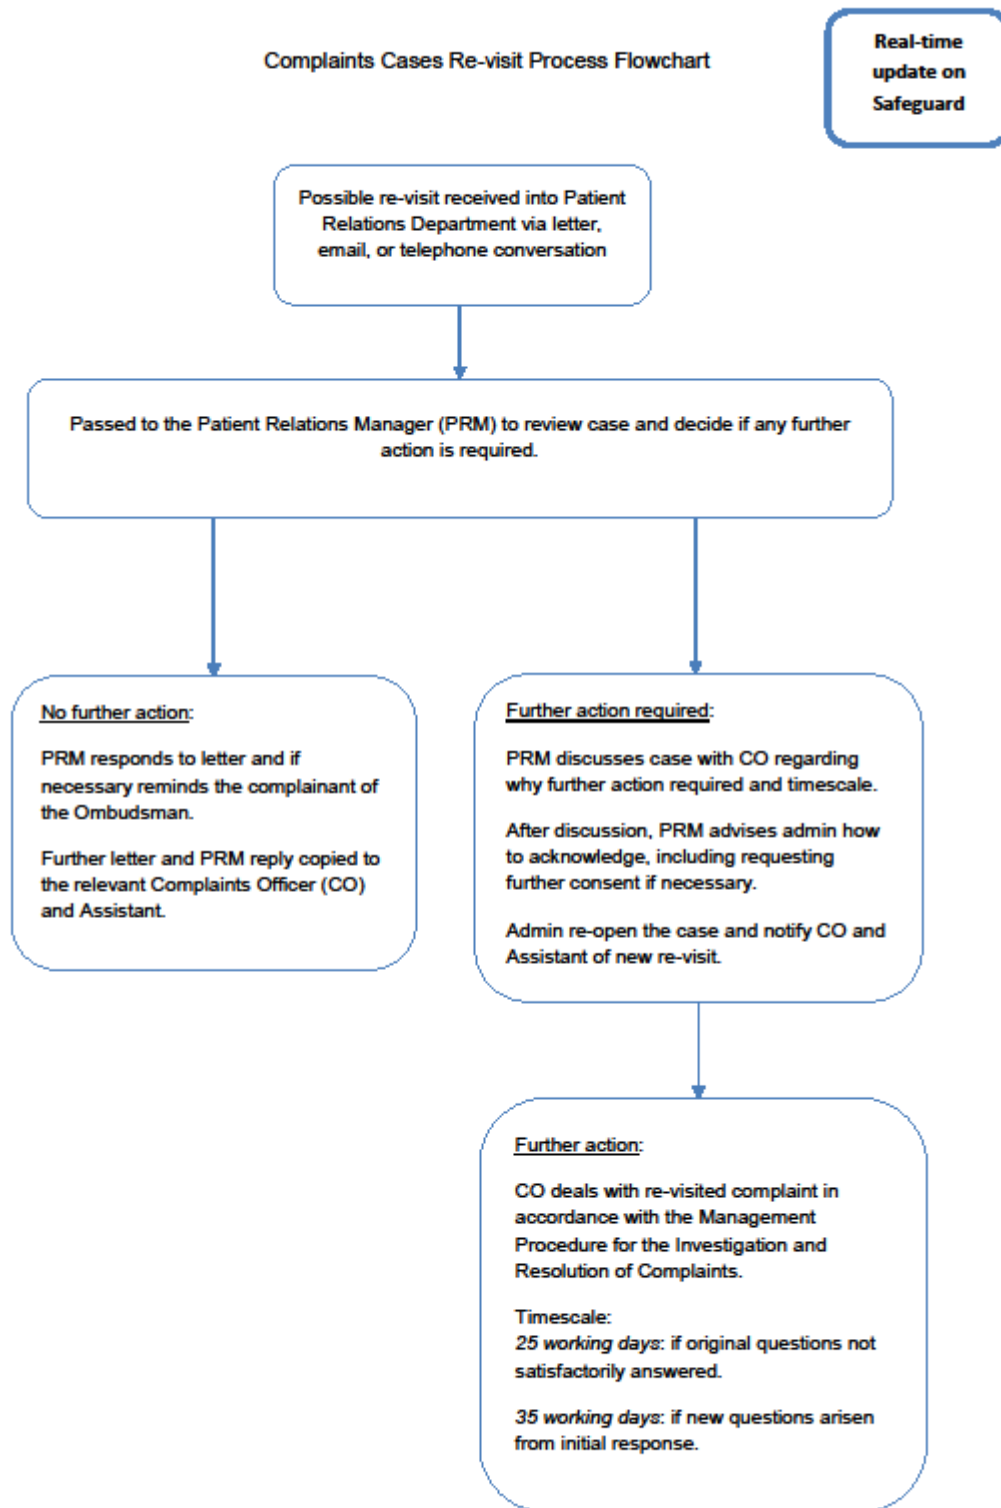 Complaints Cases Re-visit Process Flowchart
Real-time
update on
Safeguard
Possible re-visit received into Patient
Relations Department via letter,
email, or telephone conversation
Passed to the Patient Relations Manager (PRM) to review case and decide if any further
action is required.
No further action:
PRM responds to letter and if
necessary reminds the complainant of
the Ombudsman.
Further letter and PRM reply copied to
the relevant Complaints Officer (CO)
and Assistant.
Further action required:
PRM discusses case with CO regarding
why further action required and timescale.
After discussion, PRM advises admin how
to acknowledge, including requesting
further consent if necessary.
Admin re-open the case and notify CO and
Assistant of new re-visit.
Further action:
CO deals with re-visited complaint in
accordance with the Management
Procedure for the Investigation and
Resolution of Complaints.
Timescale:
25 working days: if original questions not
satisfactorily answered.
35 working days: if new questions arisen
from initial response.